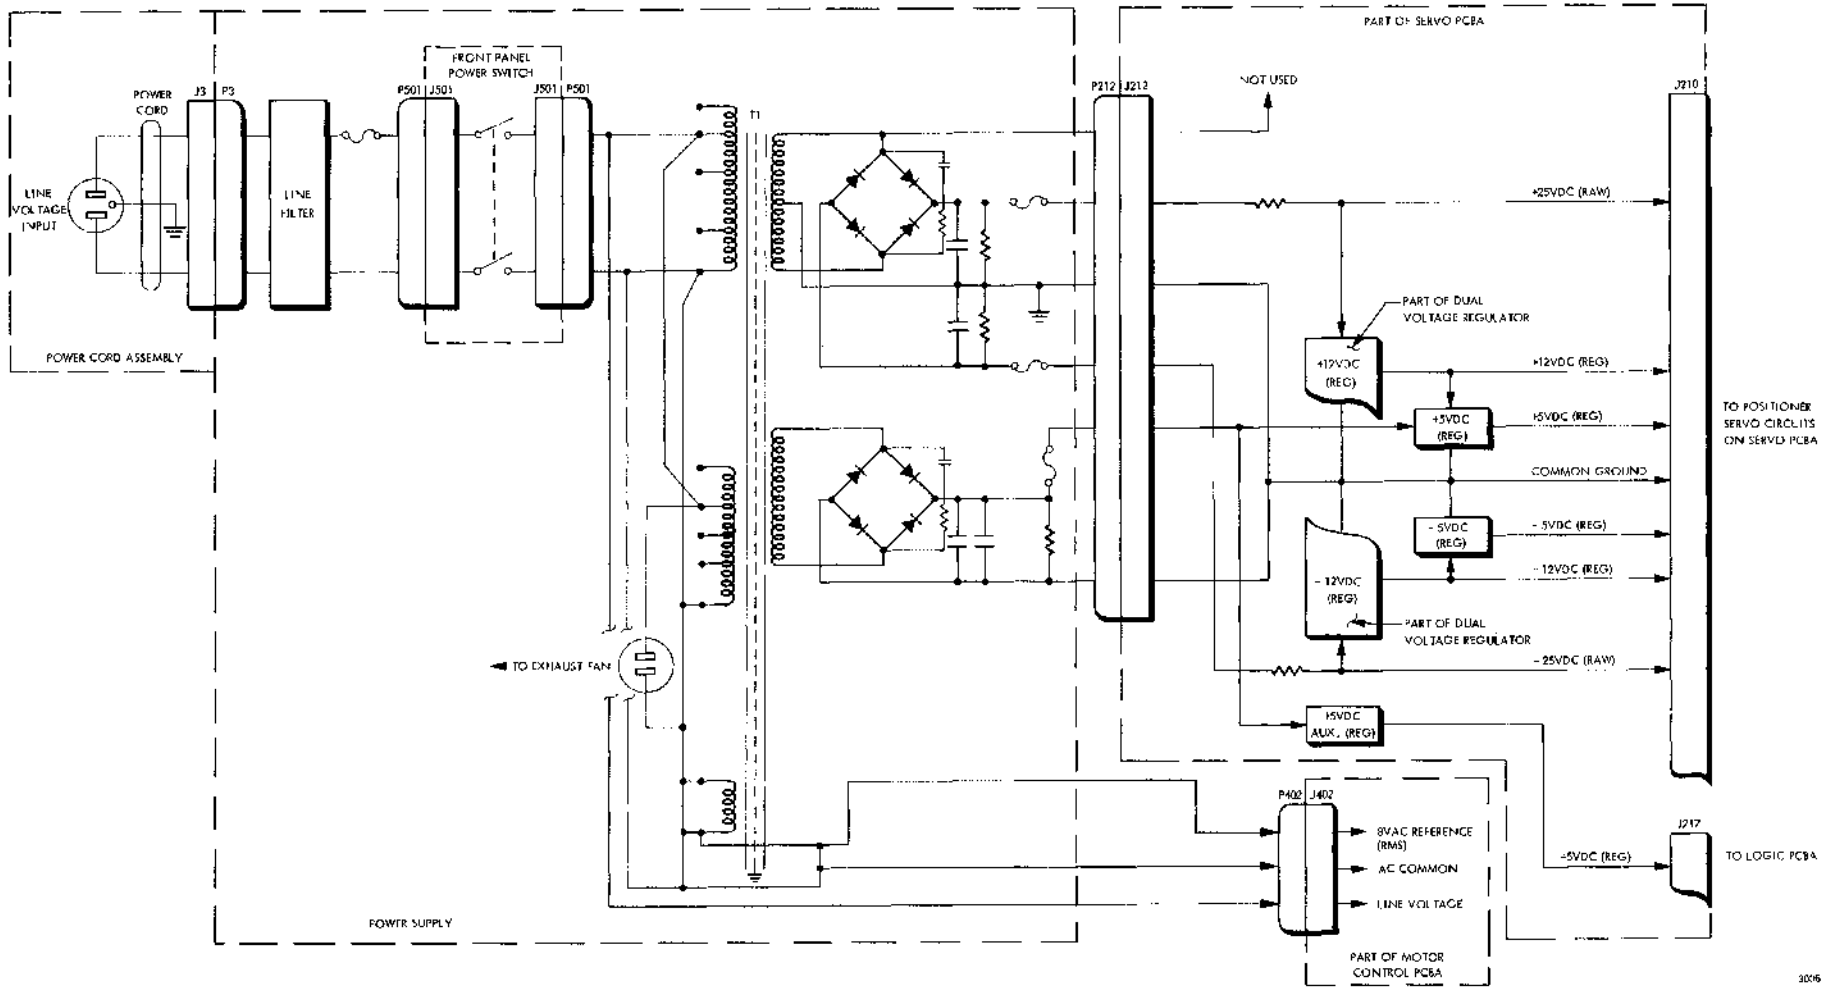 PART OF SERVO PCBA
FRONT PANEL
POWER SWITCH
NOT USED
POWER
CORD
J3 P3
P501 J501
J501 P501
P212 J212
J210
T1
LINE
VOLTAGE
INPUT
LINE
FILTER
+25VDC (RAW)
PART OF DUAL
VOLTAGE REGULATOR
POWER CORD ASSEMBLY
+12VDC
(REG)
+12VDC (REG)
+5VDC
(REG)
+5VDC (REG)
TO POSITIONER
SERVO CIRCUITS
ON SERVO PCBA
COMMON GROUND
- 5VDC
(REG)
- 5VDC (REG)
- 12VDC
(REG)
- 12VDC (REG)
PART OF DUAL
VOLTAGE REGULATOR
TO EXHAUST FAN
- 25VDC (RAW)
+5VDC
AUX. (REG)
P402 J402
J217
8VAC REFERENCE
(RMS)
+5VDC (REG)
TO LOGIC PCBA
AC COMMON
LINE VOLTAGE
POWER SUPPLY
PART OF MOTOR
CONTROL PCBA